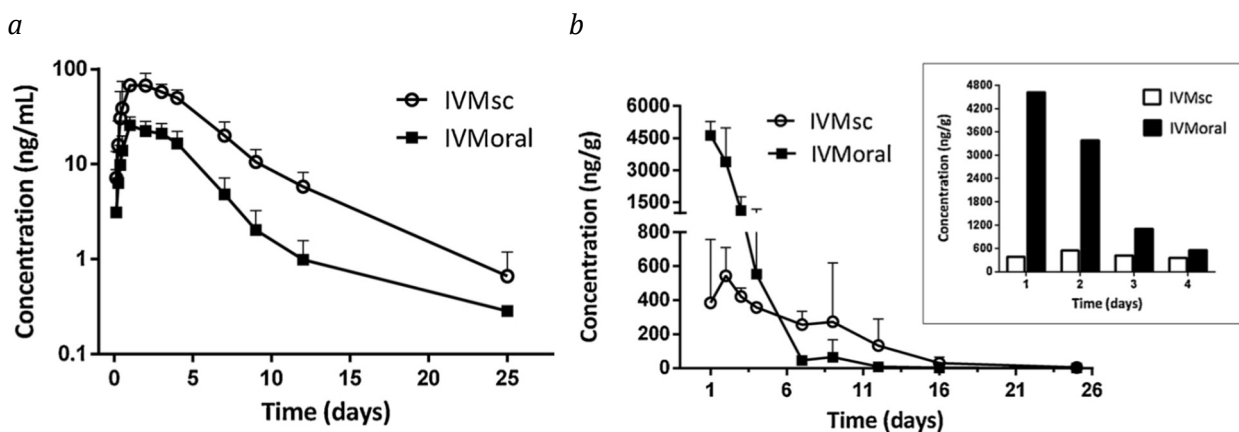 a
Concentration (ng/mL)
100
10
1
0.1
0
5
10
15
20
25
Time (days)
IVMsc
IVMoral
b
Concentration (ng/g)
6000
4500
3000
1500
800
600
400
200
0
1
6
11
16
21
26
Time (days)
IVMsc
IVMoral
Concentration (ng/g)
4800
4200
3600
3000
2400
1800
1200
600
0
1
2
3
4
Time (days)
IVMsc
IVMoral